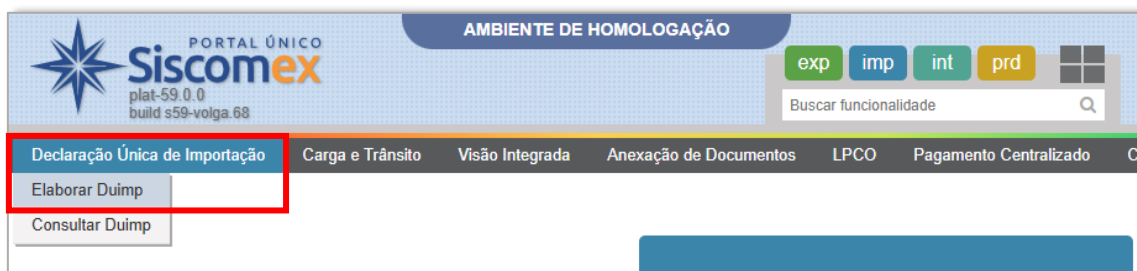 AMBIENTE DE HOMOLOGAÇÃO
PORTAL ÚNICO
Siscomex
plat-59.0.0
build s59-volga.68
exp imp int prd
Buscar funcionalidade
Declaração Única de Importação Carga e Trânsito Visão Integrada Anexação de Documentos LPCO Pagamento Centralizado C
Elaborar Duimp
Consultar Duimp